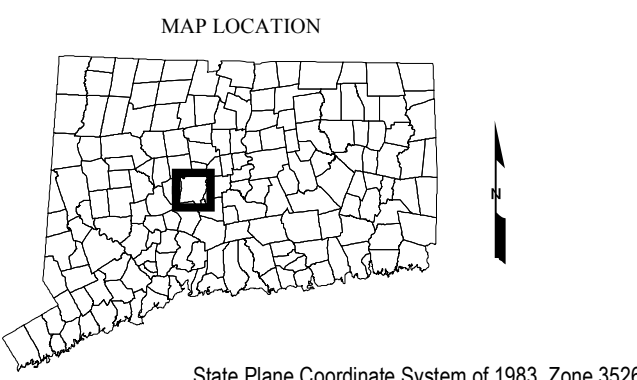 MAP LOCATION
N
State Plane Coordinate System of 1983, Zone 3526